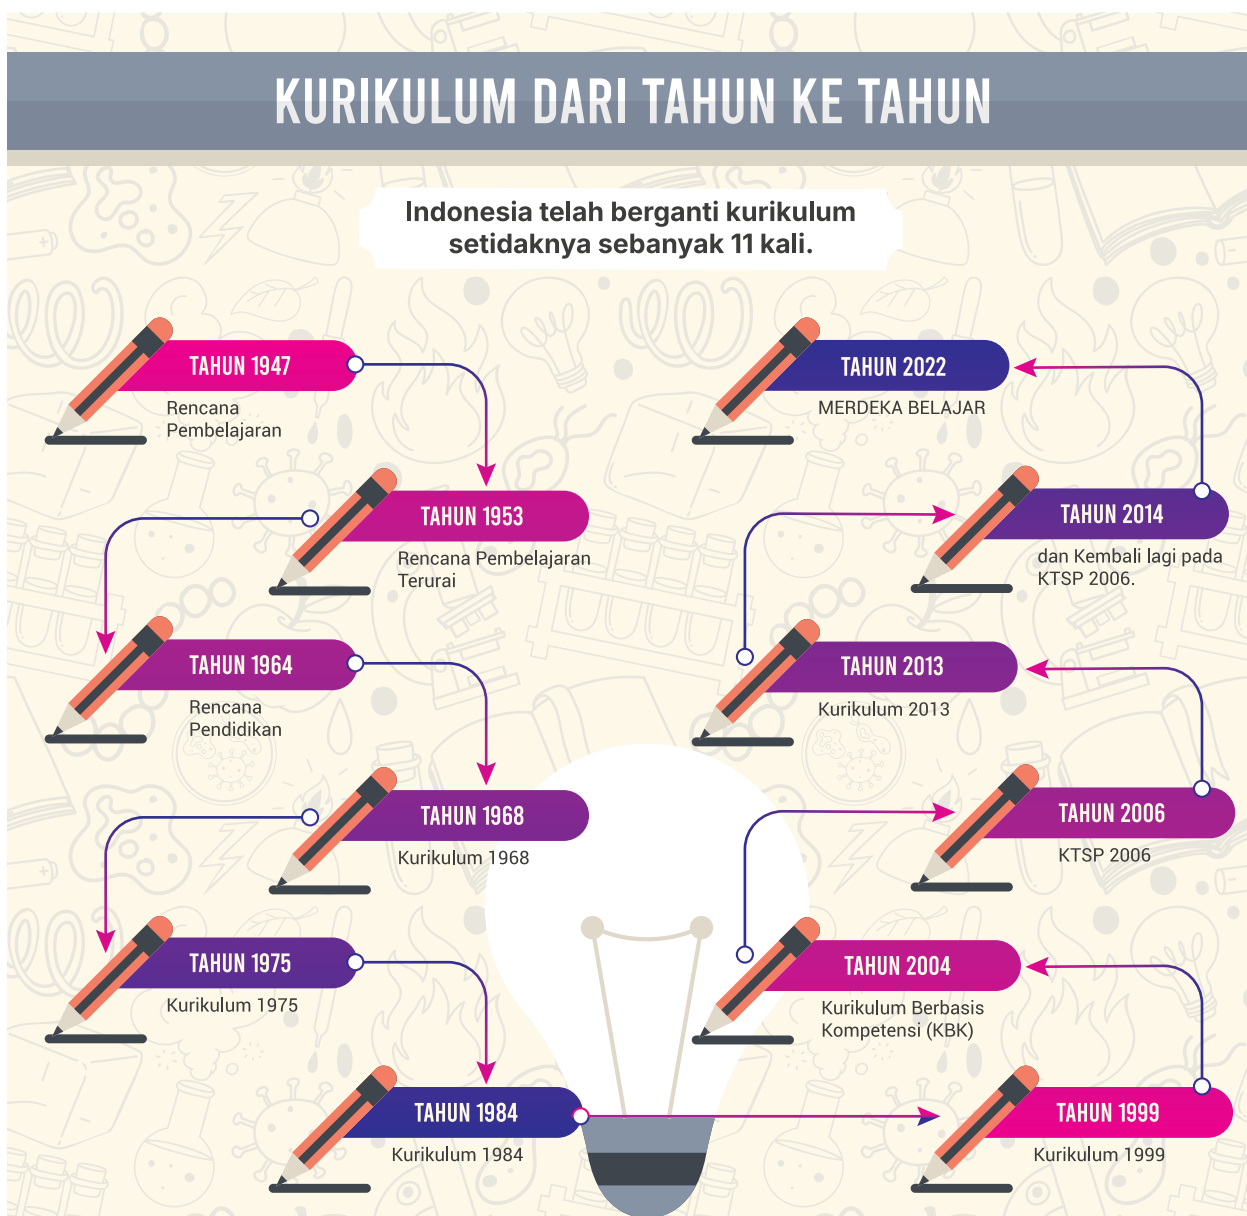 KURIKULUM DARI TAHUN KE TAHUN
Indonesia telah berganti kurikulum
setidaknya sebanyak 11 kali.
TAHUN 1947
Rencana
Pembelajaran
TAHUN 1953
Rencana Pembelajaran
Terurai
TAHUN 1964
Rencana
Pendidikan
TAHUN 1968
Kurikulum 1968
TAHUN 1975
Kurikulum 1975
TAHUN 1984
Kurikulum 1984
TAHUN 1999
Kurikulum 1999
TAHUN 2004
Kurikulum Berbasis
Kompetensi (KBK)
TAHUN 2006
KTSP 2006
TAHUN 2013
Kurikulum 2013
TAHUN 2014
dan Kembali lagi pada
KTSP 2006.
TAHUN 2022
MERDEKA BELAJAR